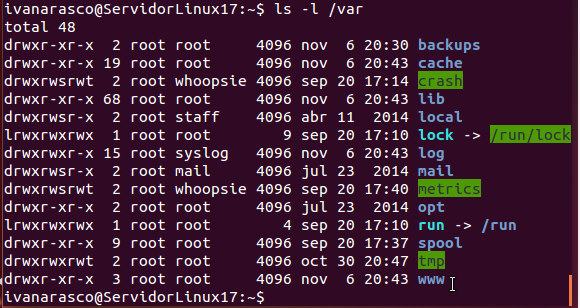 ivanarasco@ServidorLinux17:~$ ls -l /var
total 48
drwxr-xr-x  2 root root     4096 nov  6 20:30 backups
drwxr-xr-x 19 root root     4096 nov  6 20:43 cache
drwxrwsrwt  2 root whoopsie 4096 sep 20 17:14 crash
drwxr-xr-x 68 root root     4096 nov  6 20:43 lib
drwxrwsr-x  2 root staff    4096 abr 11  2014 local
lrwxrwxrwx  1 root root        9 sep 20 17:10 lock -> /run/lock
drwxrwxr-x 15 root syslog   4096 nov  6 20:43 log
drwxrwsr-x  2 root mail     4096 jul 23  2014 mail
drwxrwsrwt  2 root whoopsie 4096 sep 20 17:40 metrics
drwxr-xr-x  2 root root     4096 jul 23  2014 opt
lrwxrwxrwx  1 root root        4 sep 20 17:10 run -> /run
drwxr-xr-x  9 root root     4096 sep 20 17:37 spool
drwxrwxrwt  2 root root     4096 oct 30 20:47 tmp
drwxr-xr-x  3 root root     4096 nov  6 20:43 www
ivanarasco@ServidorLinux17:~$